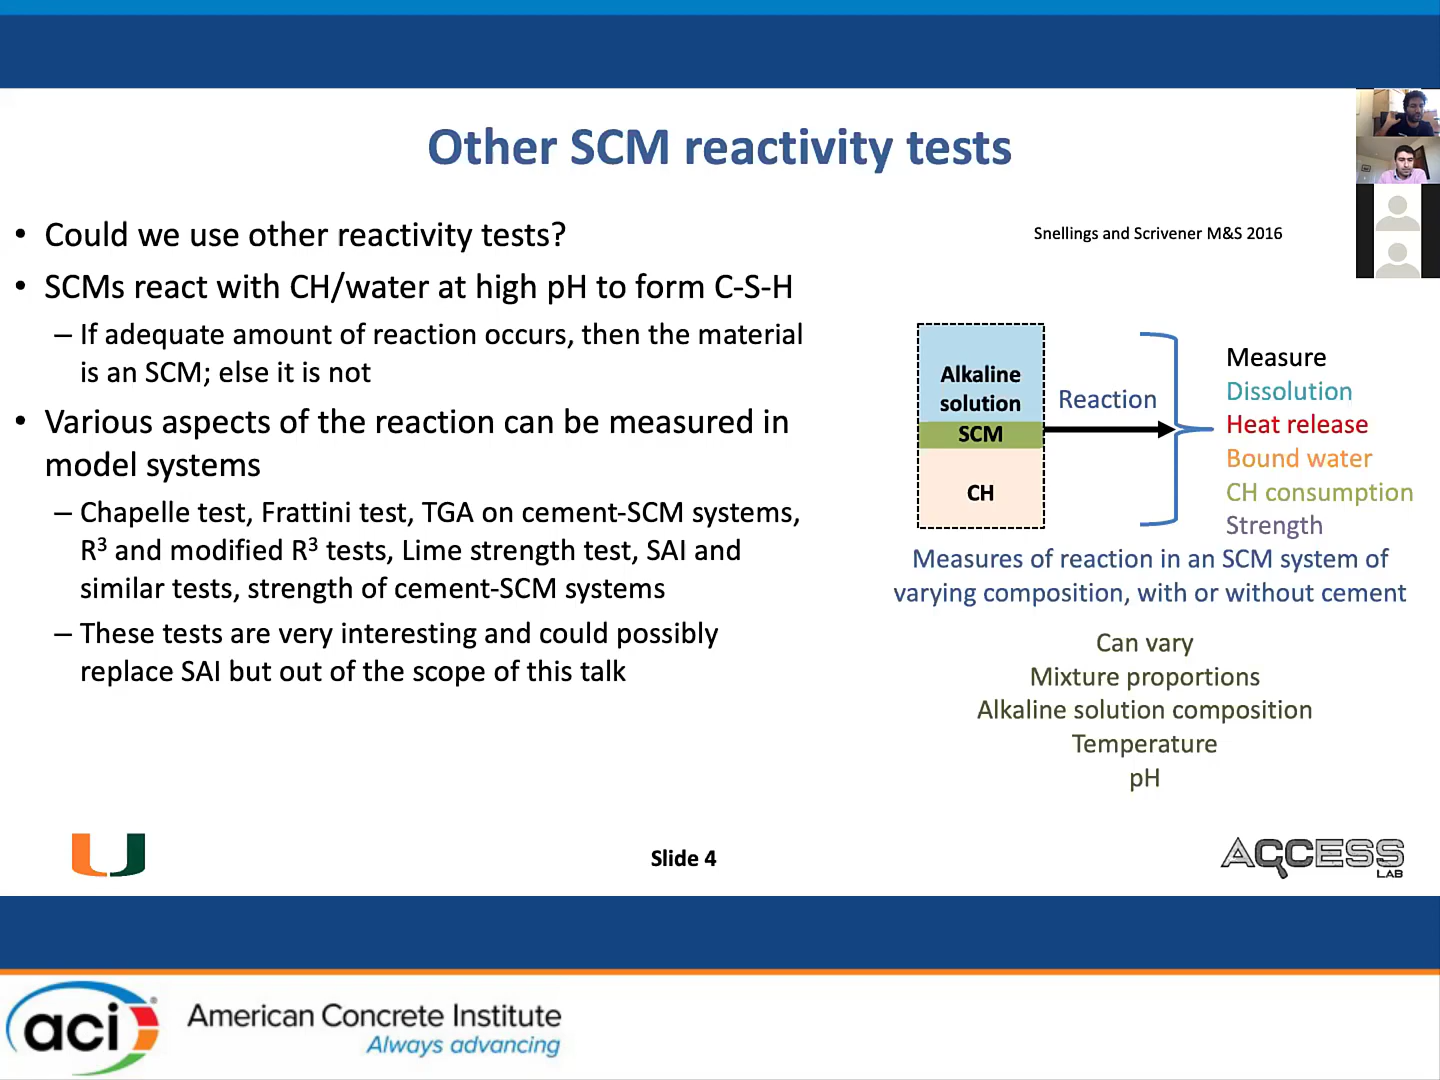 Other SCM reactivity tests
• Could we use other reactivity tests?
• SCMs react with CH/water at high pH to form C-S-H
– If adequate amount of reaction occurs, then the material
is an SCM; else it is not
• Various aspects of the reaction can be measured in
model systems
– Chapelle test, Frattini test, TGA on cement-SCM systems,
R³ and modified R³ tests, Lime strength test, SAI and
similar tests, strength of cement-SCM systems
– These tests are very interesting and could possibly
replace SAI but out of the scope of this talk
Snellings and Scrivener M&S 2016
Alkaline
solution
SCM
CH
Reaction
Measure
Dissolution
Heat release
Bound water
CH consumption
Strength
Measures of reaction in an SCM system of
varying composition, with or without cement
Can vary
Mixture proportions
Alkaline solution composition
Temperature
pH
Slide 4
ACCESS
LAB
aci
American Concrete Institute
Always advancing